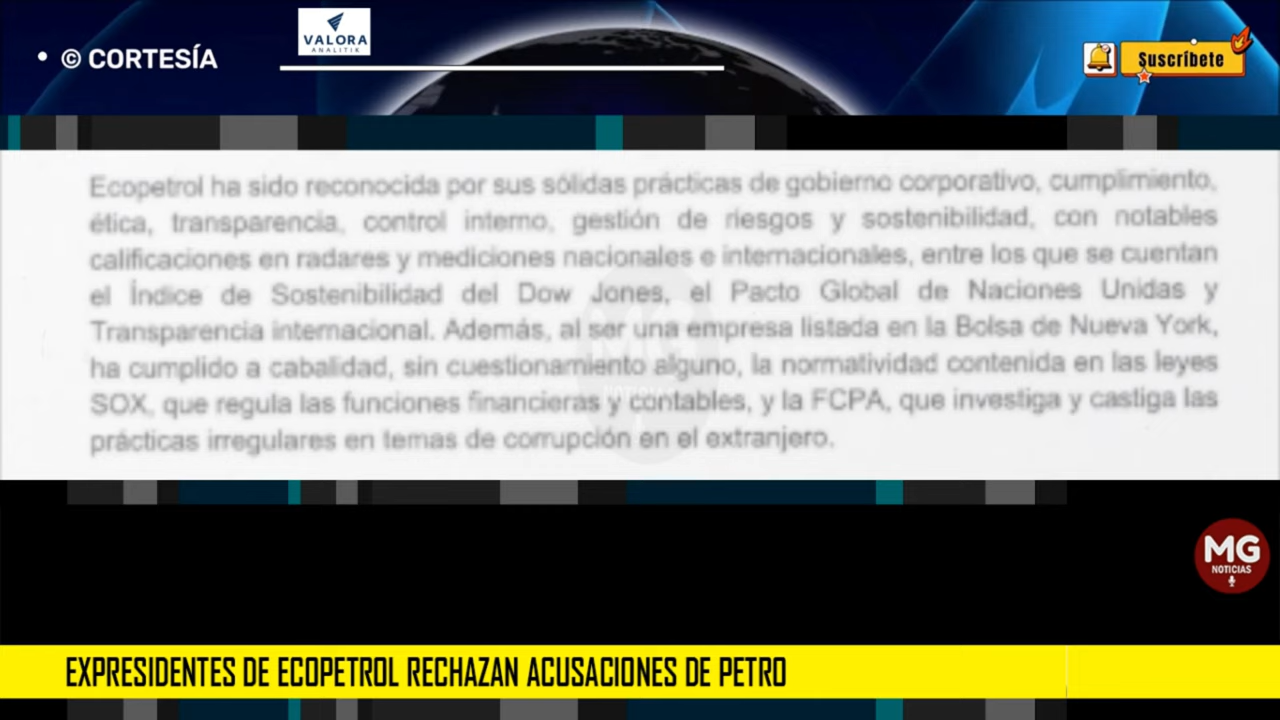 © CORTESÍA
VALORA
ANALITIK
Suscríbete
Ecopetrol ha sido reconocida por sus sólidas prácticas de gobierno corporativo, cumplimiento,
ética, transparencia, control interno, gestión de riesgos y sostenibilidad, con notables
calificaciones en radares y mediciones nacionales e internacionales, entre los que se cuentan
el Índice de Sostenibilidad del Dow Jones, el Pacto Global de Naciones Unidas y
Transparencia internacional. Además, al ser una empresa listada en la Bolsa de Nueva York,
ha cumplido a cabalidad, sin cuestionamiento alguno, la normatividad contenida en las leyes
SOX, que regula las funciones financieras y contables, y la FCPA, que investiga y castiga las
prácticas irregulares en temas de corrupción en el extranjero.
MG
NOTICIAS
MG
NOTICIAS
EXPRESIDENTES DE ECOPETROL RECHAZAN ACUSACIONES DE PETRO